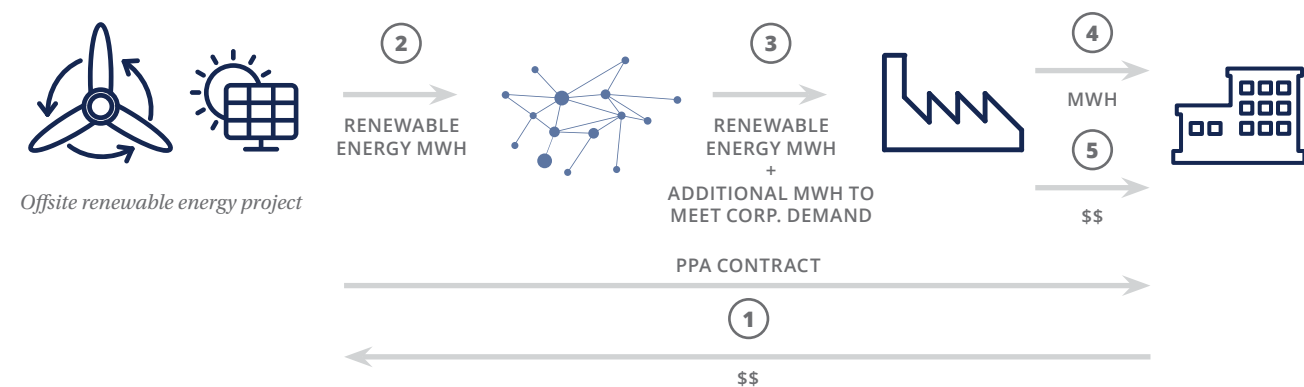 2
RENEWABLE
ENERGY MWH
3
RENEWABLE
ENERGY MWH
+
ADDITIONAL MWH TO
MEET CORP. DEMAND
4
MWH
5
$$
Offsite renewable energy project
PPA CONTRACT
1
$$